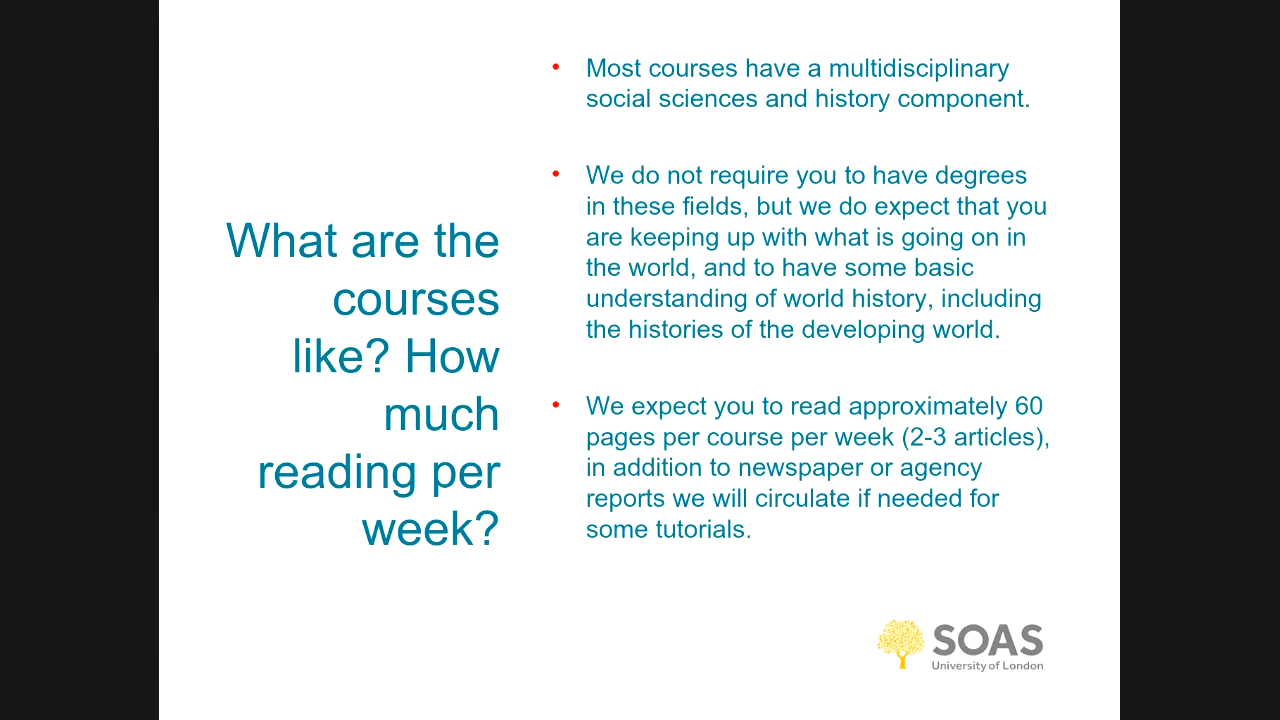 What are the
courses
like? How
much
reading per
week?
• Most courses have a multidisciplinary
social sciences and history component.
• We do not require you to have degrees
in these fields, but we do expect that you
are keeping up with what is going on in
the world, and to have some basic
understanding of world history, including
the histories of the developing world.
• We expect you to read approximately 60
pages per course per week (2-3 articles),
in addition to newspaper or agency
reports we will circulate if needed for
some tutorials.
SOAS
University of London